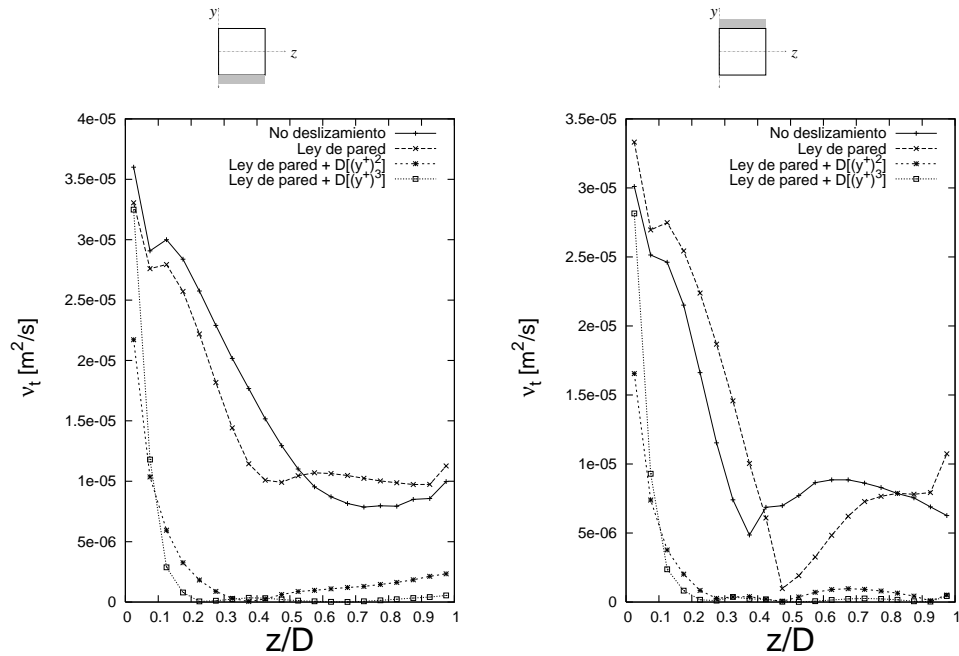 y
z
4e-05
3.5e-05
3e-05
2.5e-05
2e-05
1.5e-05
1e-05
5e-06
0
0 0.1 0.2 0.3 0.4 0.5 0.6 0.7 0.8 0.9 1
ν_t [m^2/s]
z/D
No deslizamiento
Ley de pared
Ley de pared + D[(y^+)^2]
Ley de pared + D[(y^+)^3]
y
z
3.5e-05
3e-05
2.5e-05
2e-05
1.5e-05
1e-05
5e-06
0
0 0.1 0.2 0.3 0.4 0.5 0.6 0.7 0.8 0.9 1
ν_t [m^2/s]
z/D
No deslizamiento
Ley de pared
Ley de pared + D[(y^+)^2]
Ley de pared + D[(y^+)^3]